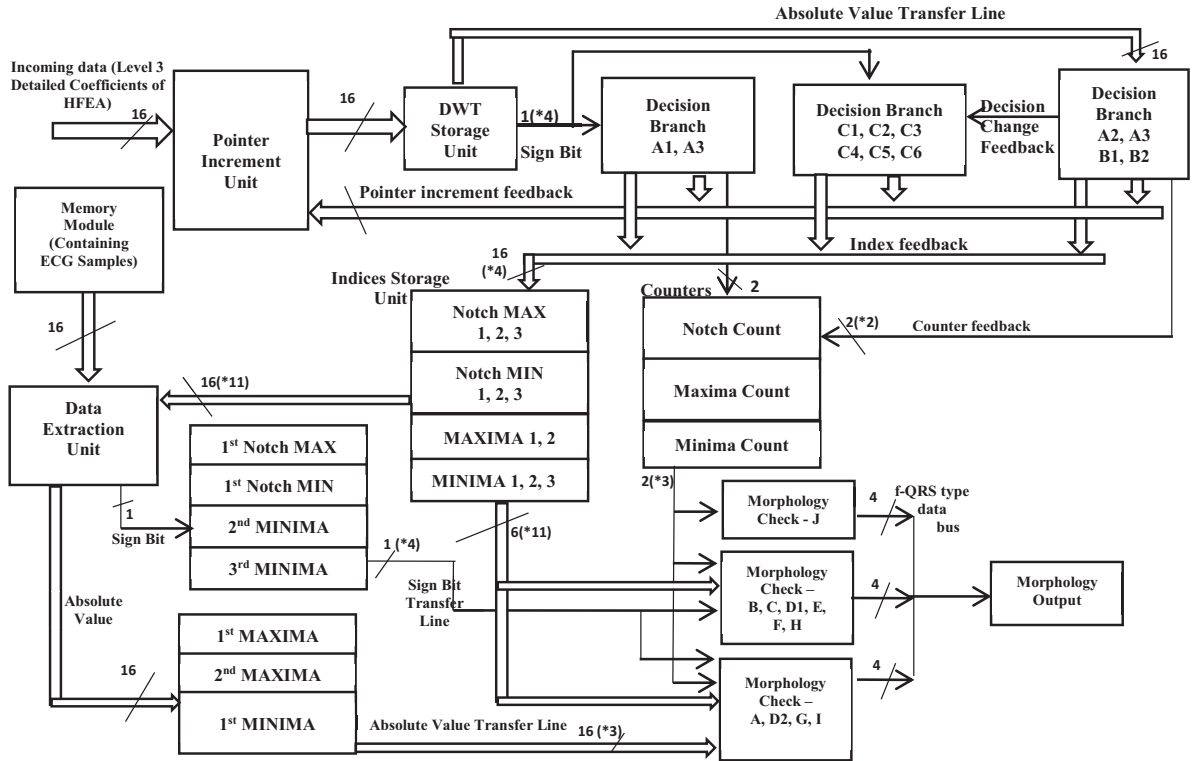 Absolute Value Transfer Line
16
Incoming data (Level 3
Detailed Coefficients of
HFEA)
16
Pointer
Increment
Unit
16
DWT
Storage
Unit
1(*4)
Sign Bit
Decision
Branch
A1, A3
Decision Branch
C1, C2, C3
C4, C5, C6
Decision
Change
Feedback
Decision
Branch
A2, A3
B1, B2
Pointer increment feedback
Memory
Module
(Containing
ECG Samples)
Index feedback
16
(*4)
Indices Storage
Unit
Notch MAX
1, 2, 3
Notch MIN
1, 2, 3
MAXIMA 1, 2
MINIMA 1, 2, 3
2
Counters
Notch Count
Maxima Count
Minima Count
2(*2)
Counter feedback
16
16(*11)
Data
Extraction
Unit
1
Sign Bit
1st Notch MAX
1st Notch MIN
2nd MINIMA
3rd MINIMA
1 (*4)
Sign Bit
Transfer
Line
6(*11)
2(*3)
Morphology
Check - J
4
f-QRS type
data
bus
Morphology
Check –
B, C, D1, E,
F, H
4
Morphology
Output
Morphology
Check –
A, D2, G, I
4
Absolute
Value
16
1st MAXIMA
2nd MAXIMA
1st MINIMA
Absolute Value Transfer Line
16 (*3)